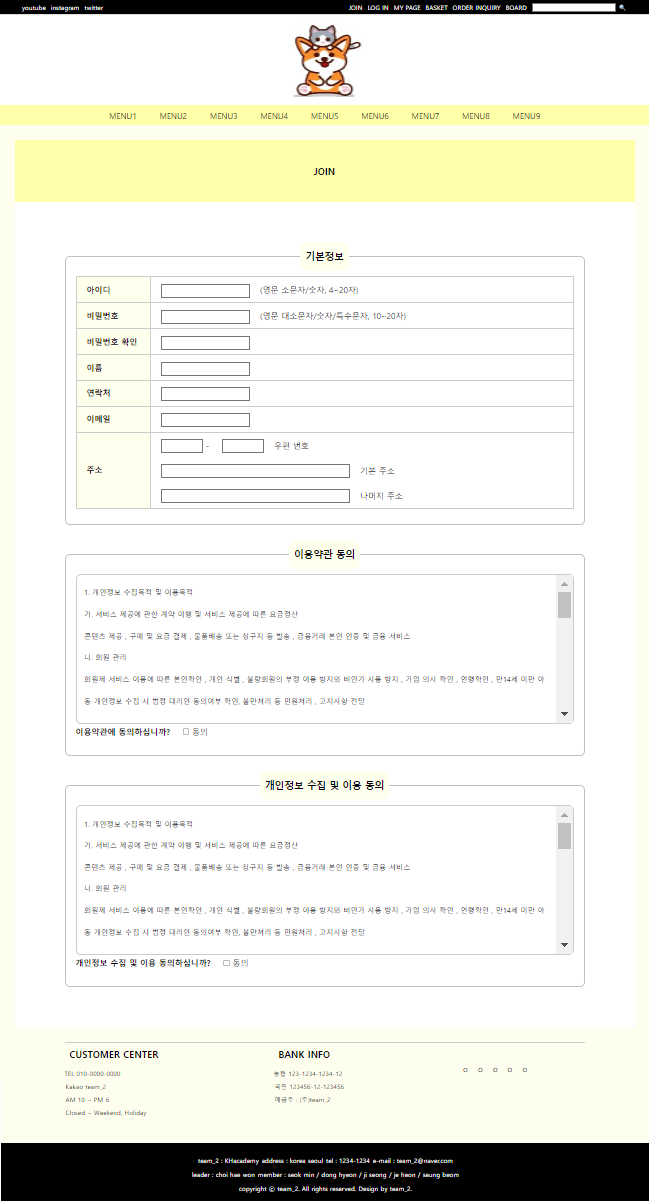 youtube instagram twitter
JOIN LOG IN MY PAGE BASKET ORDER INQUIRY BOARD
MENU1 MENU2 MENU3 MENU4 MENU5 MENU6 MENU7 MENU8 MENU9
JOIN
기본정보
아이디 (영문 소문자/숫자, 4~20자)
비밀번호 (영문 대소문자/숫자/특수문자, 10~20자)
비밀번호 확인
이름
연락처
이메일
주소 - 우편 번호
기본 주소
나머지 주소
이용약관 동의
1. 개인정보 수집목적 및 이용목적
가. 서비스 제공에 관한 계약 이행 및 서비스 제공에 따른 요금정산
콘텐츠 제공 , 구매 및 요금 결제 , 물품배송 또는 청구지 등 발송 , 금융거래 본인 인증 및 금융 서비스
나. 회원 관리
회원제 서비스 이용에 따른 본인확인 , 개인 식별 , 불량회원의 부정 이용 방지와 비인가 사용 방지 , 가입 의사 확인 , 연령확인 , 만14세 미만 아
동 개인정보 수집 시 법정 대리인 동의여부 확인, 불만처리 등 민원처리 , 고지사항 전달
이용약관에 동의하십니까? 동의
개인정보 수집 및 이용 동의
1. 개인정보 수집목적 및 이용목적
가. 서비스 제공에 관한 계약 이행 및 서비스 제공에 따른 요금정산
콘텐츠 제공 , 구매 및 요금 결제 , 물품배송 또는 청구지 등 발송 , 금융거래 본인 인증 및 금융 서비스
나. 회원 관리
회원제 서비스 이용에 따른 본인확인 , 개인 식별 , 불량회원의 부정 이용 방지와 비인가 사용 방지 , 가입 의사 확인 , 연령확인 , 만14세 미만 아
동 개인정보 수집 시 법정 대리인 동의여부 확인, 불만처리 등 민원처리 , 고지사항 전달
개인정보 수집 및 이용 동의하십니까? 동의
CUSTOMER CENTER
TEL 010-0000-0000
Kakao team_2
AM 10 ~ PM 6
Closed - Weekend, Holiday
BANK INFO
농협 123-1234-1234-12
국민 123456-12-123456
예금주 : (주)team_2
team_2 : KHacademy address : korea seoul tel : 1234-1234 e-mail : team_2@naver.com
leader : choi hae won member : seok min / dong hyeon / ji seong / je heon / seung beom
copyright ⓒ team_2. All rights reserved. Design by team_2.